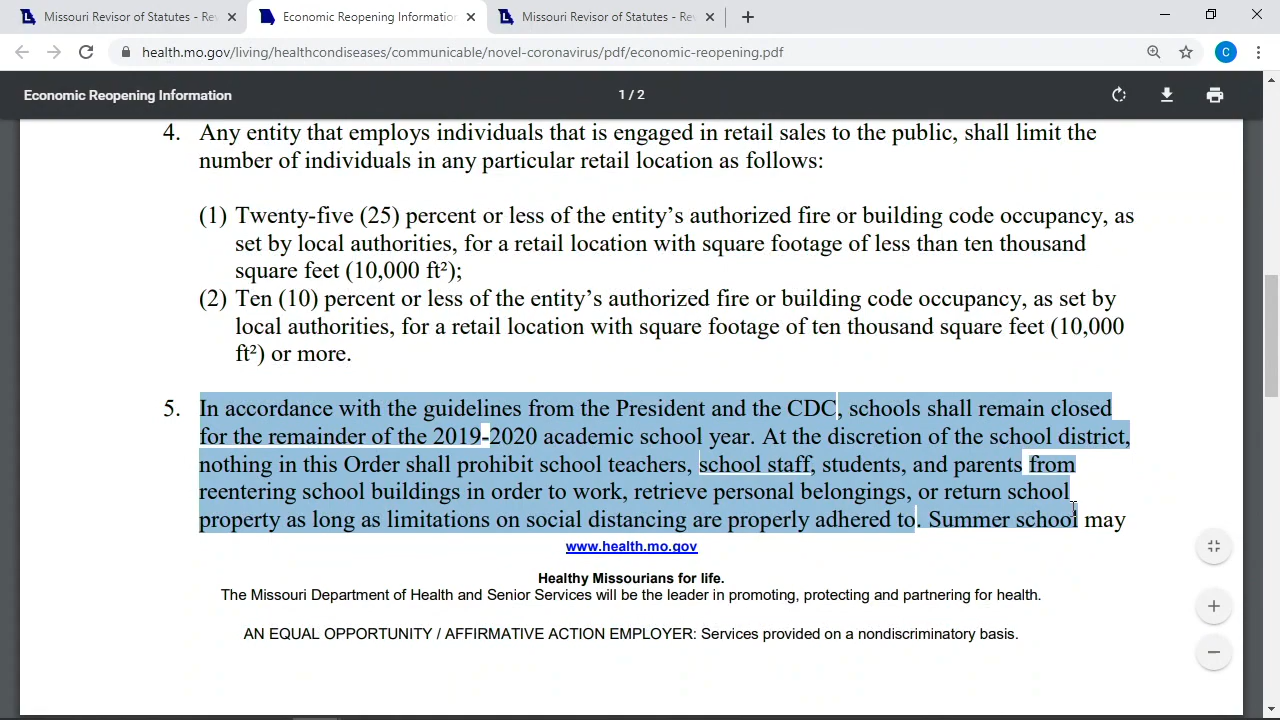 Missouri Revisor of Statutes - Rev
Economic Reopening Information
Missouri Revisor of Statutes - Rev
health.mo.gov/living/healthcondiseases/communicable/novel-coronavirus/pdf/economic-reopening.pdf
C
Economic Reopening Information
1 / 2
4. Any entity that employs individuals that is engaged in retail sales to the public, shall limit the
number of individuals in any particular retail location as follows:
(1) Twenty-five (25) percent or less of the entity’s authorized fire or building code occupancy, as
set by local authorities, for a retail location with square footage of less than ten thousand
square feet (10,000 ft²);
(2) Ten (10) percent or less of the entity’s authorized fire or building code occupancy, as set by
local authorities, for a retail location with square footage of ten thousand square feet (10,000
ft²) or more.
5. In accordance with the guidelines from the President and the CDC, schools shall remain closed
for the remainder of the 2019-2020 academic school year. At the discretion of the school district,
nothing in this Order shall prohibit school teachers, school staff, students, and parents from
reentering school buildings in order to work, retrieve personal belongings, or return school
property as long as limitations on social distancing are properly adhered to. Summer school may
www.health.mo.gov
Healthy Missourians for life.
The Missouri Department of Health and Senior Services will be the leader in promoting, protecting and partnering for health.
AN EQUAL OPPORTUNITY / AFFIRMATIVE ACTION EMPLOYER: Services provided on a nondiscriminatory basis.